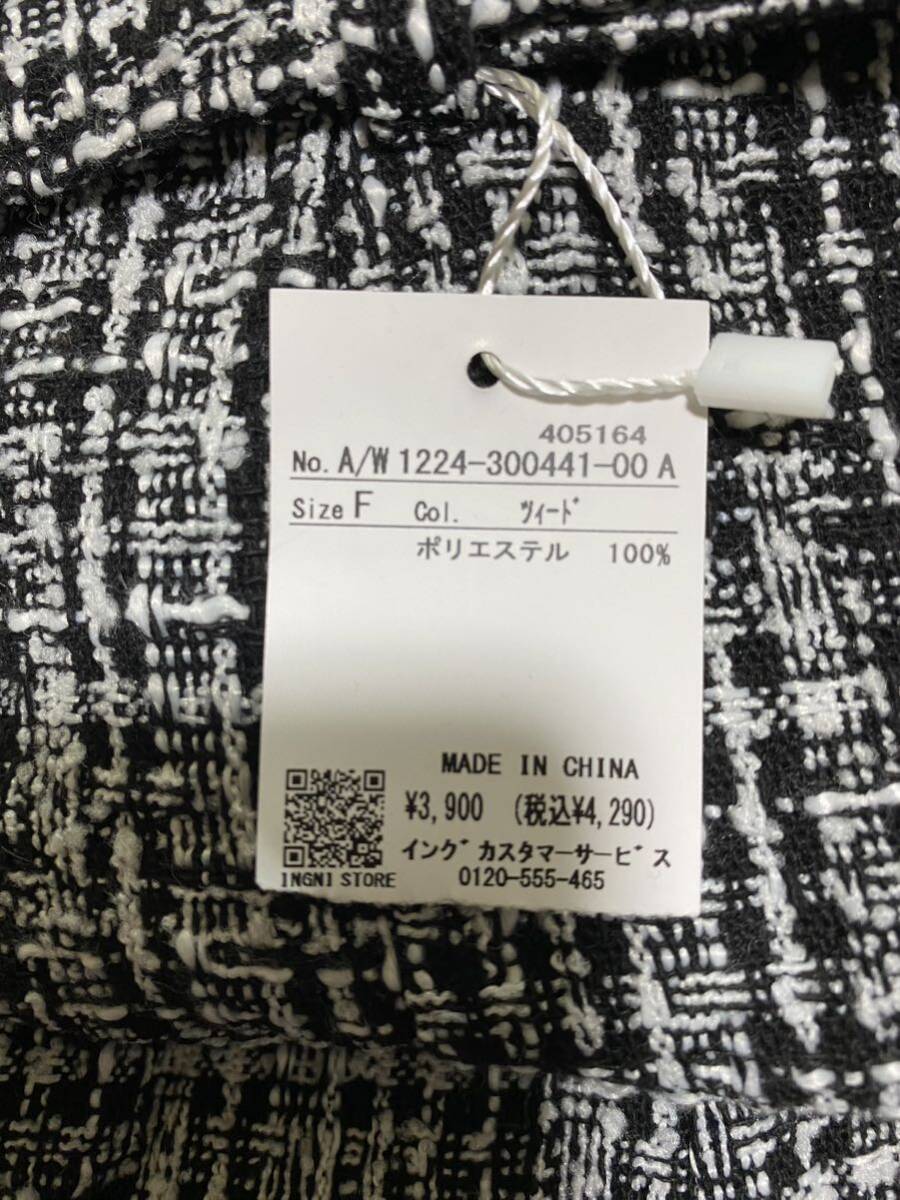 405164
No. A/W 1224-300441-00 A
Size F Col. ﾂｨｰﾄﾞ
ポリエステル 100%
MADE IN CHINA
¥3,900 (税込¥4,290)
イングﾞカスタマーサービﾞス
INGNI STORE 0120-555-465